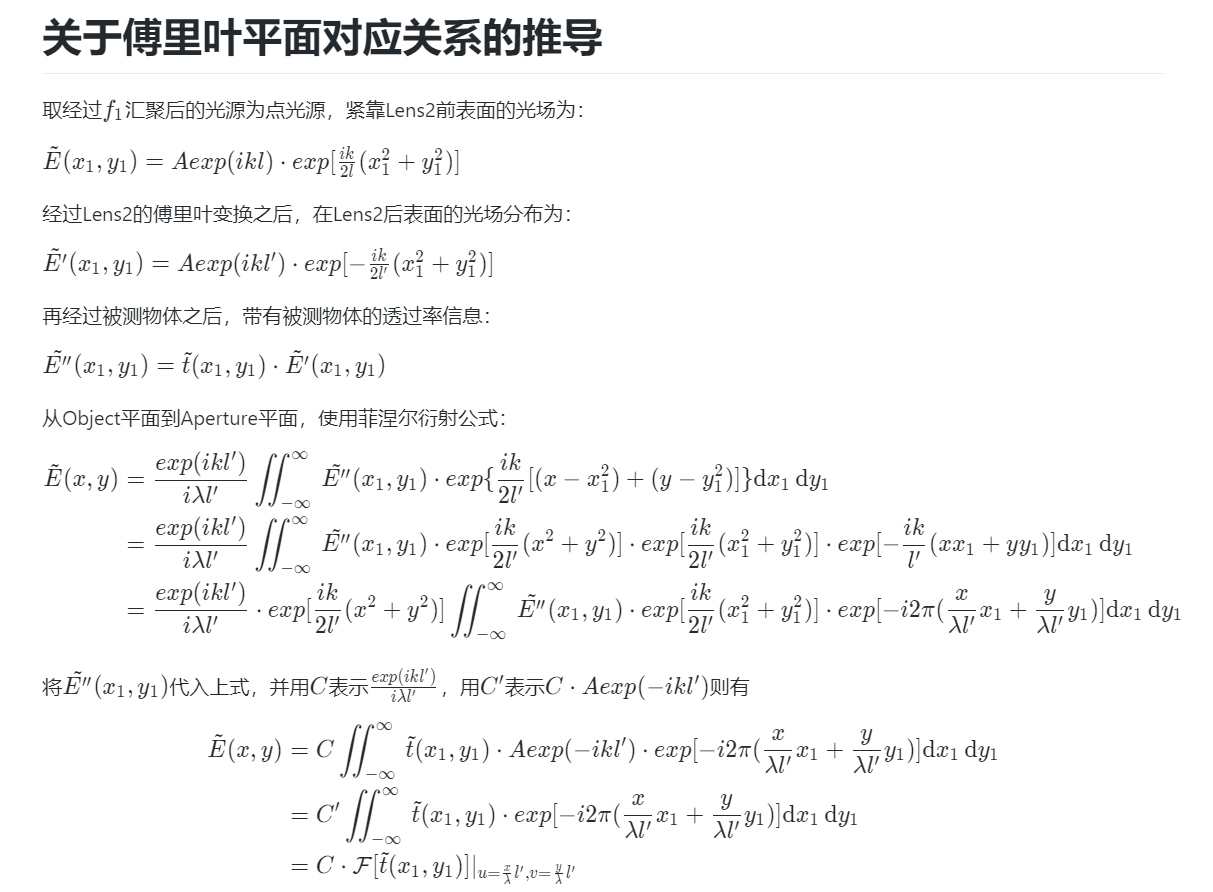 关于傅里叶平面对应关系的推导
取经过$f_1$汇聚后的光源为点光源，紧靠Lens2前表面的光场为：
$\tilde{E}(x_1, y_1) = Aexp(ikl) \cdot exp[\frac{ik}{2l}(x_1^2 + y_1^2)]$
经过Lens2的傅里叶变换之后，在Lens2后表面的光场分布为：
$\tilde{E'}(x_1, y_1) = Aexp(ikl') \cdot exp[-\frac{ik}{2l'}(x_1^2 + y_1^2)]$
再经过被测物体之后，带有被测物体的透过率信息：
$\tilde{E''}(x_1, y_1) = \tilde{t}(x_1, y_1) \cdot \tilde{E'}(x_1, y_1)$
从Object平面到Aperture平面，使用菲涅尔衍射公式：
$\tilde{E}(x, y) = \frac{exp(ikl')}{i\lambda l'} \iint_{-\infty}^{\infty} \tilde{E''}(x_1, y_1) \cdot exp\{\frac{ik}{2l'}[(x - x_1^2) + (y - y_1^2)]\}\mathrm{d}x_1\,\mathrm{d}y_1$
$= \frac{exp(ikl')}{i\lambda l'} \iint_{-\infty}^{\infty} \tilde{E''}(x_1, y_1) \cdot exp[\frac{ik}{2l'}(x^2 + y^2)] \cdot exp[\frac{ik}{2l'}(x_1^2 + y_1^2)] \cdot exp[-\frac{ik}{l'}(xx_1 + yy_1)]\mathrm{d}x_1\,\mathrm{d}y_1$
$= \frac{exp(ikl')}{i\lambda l'} \cdot exp[\frac{ik}{2l'}(x^2 + y^2)] \iint_{-\infty}^{\infty} \tilde{E''}(x_1, y_1) \cdot exp[\frac{ik}{2l'}(x_1^2 + y_1^2)] \cdot exp[-i2\pi(\frac{x}{\lambda l'}x_1 + \frac{y}{\lambda l'}y_1)]\mathrm{d}x_1\,\mathrm{d}y_1$
将$\tilde{E''}(x_1, y_1)$代入上式，并用$C$表示$\frac{exp(ikl')}{i\lambda l'}$，用$C'$表示$C \cdot Aexp(-ikl')$则有
$\tilde{E}(x, y) = C \iint_{-\infty}^{\infty} \tilde{t}(x_1, y_1) \cdot Aexp(-ikl') \cdot exp[-i2\pi(\frac{x}{\lambda l'}x_1 + \frac{y}{\lambda l'}y_1)]\mathrm{d}x_1\,\mathrm{d}y_1$
$= C' \iint_{-\infty}^{\infty} \tilde{t}(x_1, y_1) \cdot exp[-i2\pi(\frac{x}{\lambda l'}x_1 + \frac{y}{\lambda l'}y_1)]\mathrm{d}x_1\,\mathrm{d}y_1$
$= C \cdot \mathcal{F}[\tilde{t}(x_1, y_1)]|_{u=\frac{x}{\lambda}l', v=\frac{y}{\lambda}l'}$